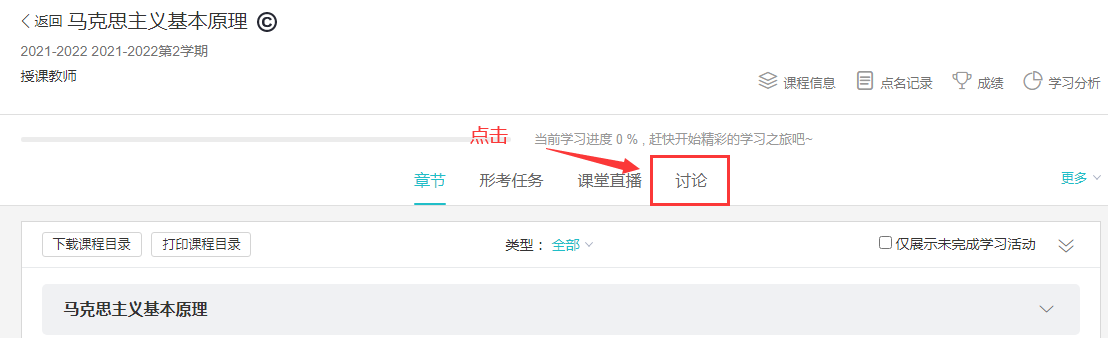 返回 马克思主义基本原理 ©
2021-2022 2021-2022第2学期
授课教师
课程信息 点名记录 成绩 学习分析
点击 当前学习进度 0 % , 赶快开始精彩的学习之旅吧~
章节 形考任务 课堂直播 讨论 更多
下载课程目录 打印课程目录 类型： 全部 仅展示未完成学习活动
马克思主义基本原理